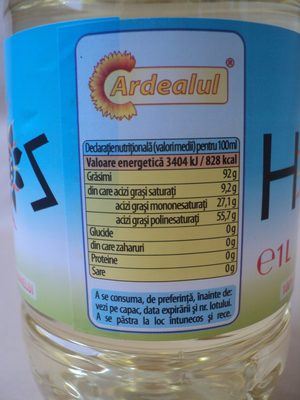 Ardealul®
Declarație nutrițională (valori medii) pentru 100ml
Valoare energetică 3404 kJ / 828 kcal
Grăsimi 92 g
din care acizi grași saturați 9,2g
acizi grași mononesaturați 27,1g
acizi grași polinesaturați 55,7g
Glucide 0g
din care zaharuri 0g
Proteine 0g
Sare 0g
A se consuma, de preferință, înainte de:
vezi pe capac, data expirării și nr. lotului.
A se păstra la loc întunecos și rece.
e1L